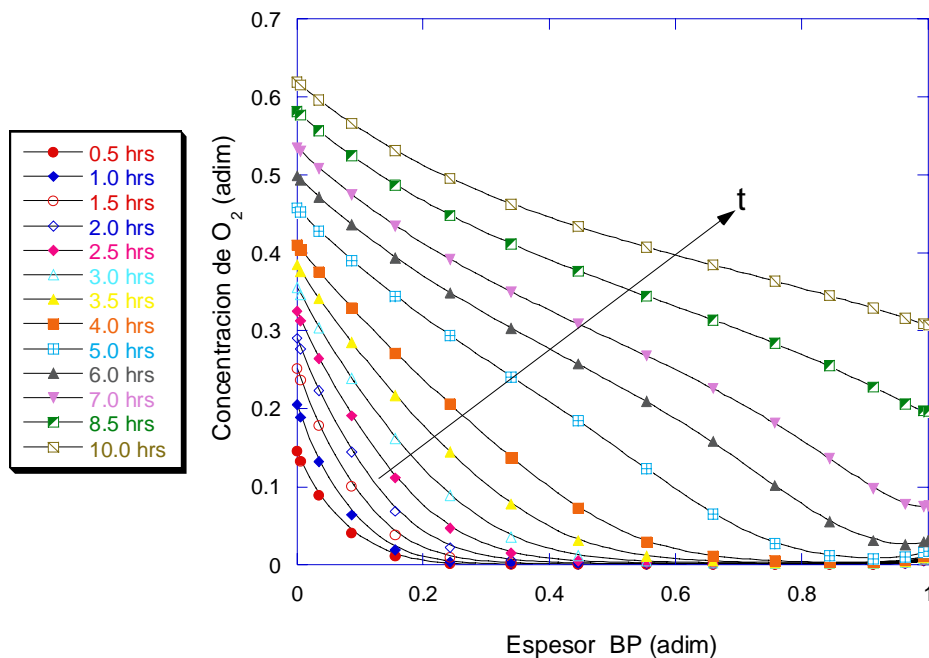 0.7
0.6
0.5
0.4
0.3
0.2
0.1
0
Concentracion de O2 (adim)
0.5 hrs
1.0 hrs
1.5 hrs
2.0 hrs
2.5 hrs
3.0 hrs
3.5 hrs
4.0 hrs
5.0 hrs
6.0 hrs
7.0 hrs
8.5 hrs
10.0 hrs
t
0 0.2 0.4 0.6 0.8 1
Espesor BP (adim)